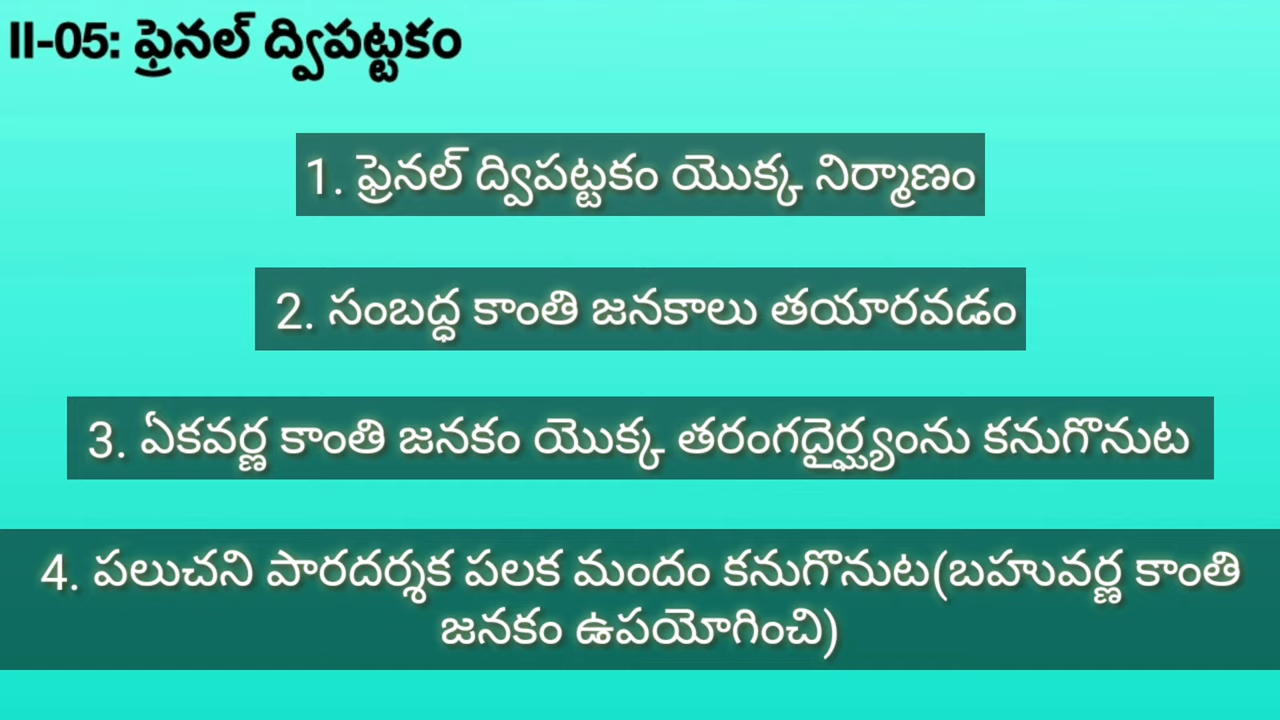 II-05: ఫ్రెనల్ ద్విపట్టకం
1. ఫ్రెనల్ ద్విపట్టకం యొక్క నిర్మాణం
2. సంబద్ధ కాంతి జనకాలు తయారవడం
3. ఏకవర్ణ కాంతి జనకం యొక్క తరంగదైర్ఘ్యంను కనుగొనుట
4. పలుచని పారదర్శక పలక మందం కనుగొనుట(బహువర్ణ కాంతి
జనకం ఉపయోగించి)